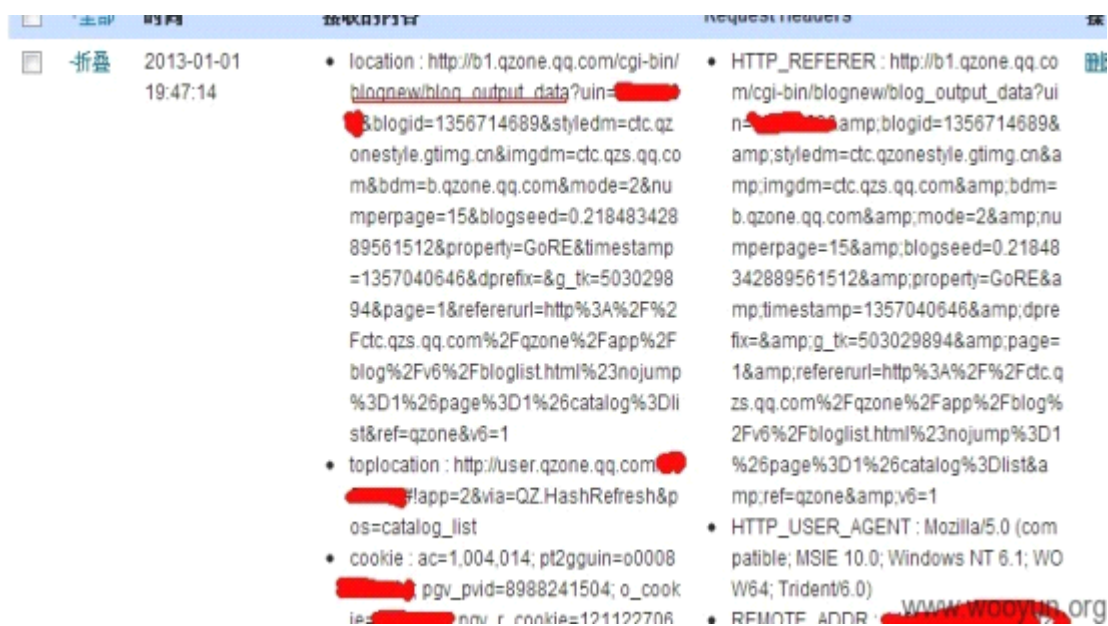 全部 时间 接收的内容 Request Headers 操
-折叠
2013-01-01
19:47:14
location : http://b1.qzone.qq.com/cgi-bin/
blognew/blog_output_data?uin=
&blogid=1356714689&styledm=ctc.qz
onestyle.gtimg.cn&imgdm=ctc.qzs.qq.co
m&bdm=b.qzone.qq.com&mode=2&nu
mperpage=15&blogseed=0.218483428
89561512&property=GoRE&timestamp
=1357040646&dprefix=&g_tk=5030298
94&page=1&refererurl=http%3A%2F%2
Fctc.qzs.qq.com%2Fqzone%2Fapp%2F
blog%2Fv6%2Fbloglist.html%23nojump
%3D1%26page%3D1%26catalog%3Dli
st&ref=qzone&v6=1
toplocation : http://user.qzone.qq.com
#!app=2&via=QZ.HashRefresh&p
os=catalog_list
cookie : ac=1,004,014; pt2gguin=o0008
; pgv_pvid=8988241504; o_cook
ie= pgv_r_cookie=121122706
HTTP_REFERER : http://b1.qzone.qq.co
m/cgi-bin/blognew/blog_output_data?ui
n= amp;blogid=1356714689&
amp;styledm=ctc.qzonestyle.gtimg.cn&a
mp;imgdm=ctc.qzs.qq.com&amp;bdm=
b.qzone.qq.com&amp;mode=2&amp;nu
mperpage=15&amp;blogseed=0.21848
342889561512&amp;property=GoRE&a
mp;timestamp=1357040646&amp;dpre
fix=&amp;g_tk=503029894&amp;page=
1&amp;refererurl=http%3A%2F%2Fctc.q
zs.qq.com%2Fqzone%2Fapp%2Fblog%
2Fv6%2Fbloglist.html%23nojump%3D1
%26page%3D1%26catalog%3Dlist&a
mp;ref=qzone&amp;v6=1
HTTP_USER_AGENT : Mozilla/5.0 (com
patible; MSIE 10.0; Windows NT 6.1; WO
W64; Trident/6.0)
REMOTE_ADDR :
www.wooyun.org